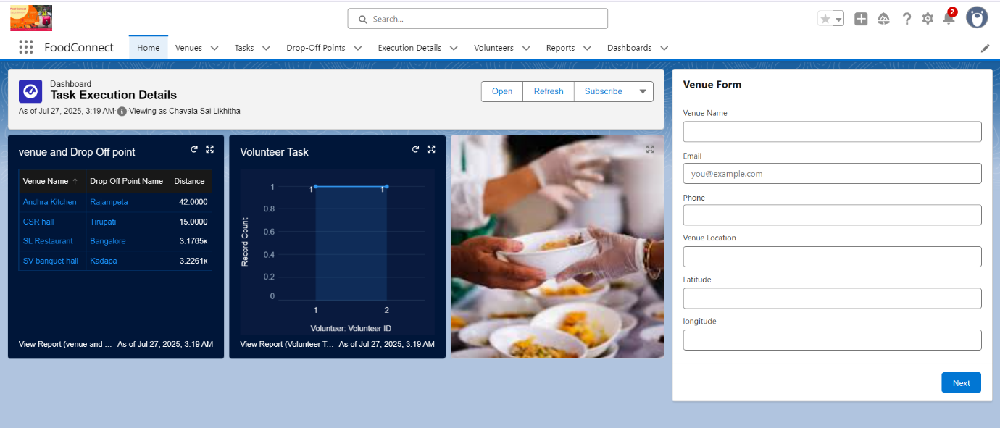 Search...
2
FoodConnect
Home
Venues
Tasks
Drop-Off Points
Execution Details
Volunteers
Reports
Dashboards
Dashboard
Task Execution Details
As of Jul 27, 2025, 3:19 AM·Viewing as Chavala Sai Likhitha
Open
Refresh
Subscribe
venue and Drop Off point
Venue Name ↑ Drop-Off Point Name Distance
Andhra Kitchen Rajampeta 42.0000
CSR hall Tirupati 15.0000
SL Restaurant Bangalore 3.1765K
SV banquet hall Kadapa 3.2261K
View Report (venue and ... As of Jul 27, 2025, 3:19 AM
Volunteer Task
Record Count
1
0.8
0.6
0.4
0.2
0
1 1
1 2
Volunteer: Volunteer ID
View Report (Volunteer T... As of Jul 27, 2025, 3:19 AM
Venue Form
Venue Name
Email
you@example.com
Phone
Venue Location
Latitude
longitude
Next